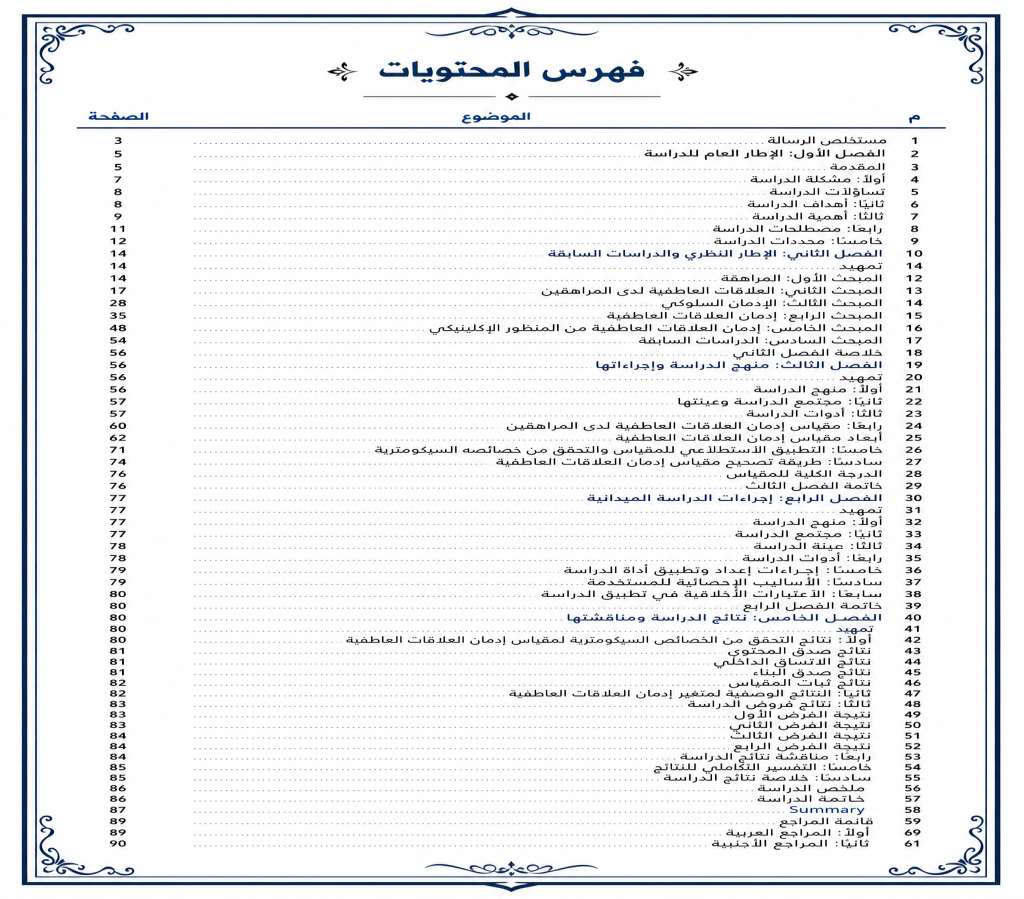 فهرس المحتويات
م الموضوع الصفحة
1 مستخلص الرسالة 3
2 الفصل الأول: الإطار العام للدراسة 5
3 المقدمة 5
4 أولاً: مشكلة الدراسة 7
5 تساؤلات الدراسة 8
6 ثانيًا: أهداف الدراسة 8
7 ثالثًا: أهمية الدراسة 9
8 رابعًا: مصطلحات الدراسة 11
9 خامسًا: محددات الدراسة 12
10 الفصل الثاني: الإطار النظري والدراسات السابقة 14
14 تمهيد 14
12 المبحث الأول: المراهقة 14
13 المبحث الثاني: العلاقات العاطفية لدى المراهقين 17
14 المبحث الثالث: الإدمان السلوكي 28
15 المبحث الرابع: إدمان العلاقات العاطفية 35
16 المبحث الخامس: إدمان العلاقات العاطفية من المنظور الإكلينيكي 48
17 المبحث السادس: الدراسات السابقة 54
18 خلاصة الفصل الثاني 56
19 الفصل الثالث: منهج الدراسة وإجراءاتها 56
20 تمهيد 56
21 أولاً: منهج الدراسة 56
22 ثانيًا: مجتمع الدراسة وعينتها 57
23 ثالثًا: أدوات الدراسة 57
24 رابعًا: مقياس إدمان العلاقات العاطفية لدى المراهقين 60
25 أبعاد مقياس إدمان العلاقات العاطفية 62
26 خامسًا: التطبيق الاستطلاعي للمقياس والتحقق من خصائصه السيكومترية 71
27 سادسًا: طريقة تصحيح مقياس إدمان العلاقات العاطفية 74
28 الدرجة الكلية للمقياس 76
29 خاتمة الفصل الثالث 76
30 الفصل الرابع: إجراءات الدراسة الميدانية 77
31 تمهيد 77
32 أولاً: منهج الدراسة 77
33 ثانيًا: مجتمع الدراسة 77
34 ثالثًا: عينة الدراسة 78
35 رابعًا: أدوات الدراسة 78
36 خامسًا: إجراءات إعداد وتطبيق أداة الدراسة 79
37 سادسًا: الأساليب الإحصائية للمستخدمة 79
38 سابعًا: الاعتبارات الأخلاقية في تطبيق الدراسة 80
39 خاتمة الفصل الرابع 80
40 الفصل الخامس: نتائج الدراسة ومناقشتها 80
41 تمهيد 80
42 أولاً: نتائج التحقق من الخصائص السيكومترية لمقياس إدمان العلاقات العاطفية 80
43 نتائج صدق المحتوى 81
44 نتائج الاتساق الداخلي 81
45 نتائج صدق البناء 81
46 نتائج ثبات المقياس 82
47 ثانياً: النتائج الوصفية لمتغير إدمان العلاقات العاطفية 82
48 ثالثًا: نتائج فروض الدراسة 83
49 نتيجة الفرض الأول 83
50 نتيجة الفرض الثاني 83
51 نتيجة الفرض الثالث 84
52 نتيجة الفرض الرابع 84
53 رابعًا: مناقشة نتائج الدراسة 84
54 خامسًا: التفسير التكاملي للنتائج 85
55 سادسًا: خلاصة نتائج الدراسة 85
56 ملخص الدراسة 86
57 خاتمة الدراسة 86
58 Summary 87
59 قائمة المراجع 89
69 أولاً: المراجع العربية 89
61 ثانيًا: المراجع الأجنبية 90